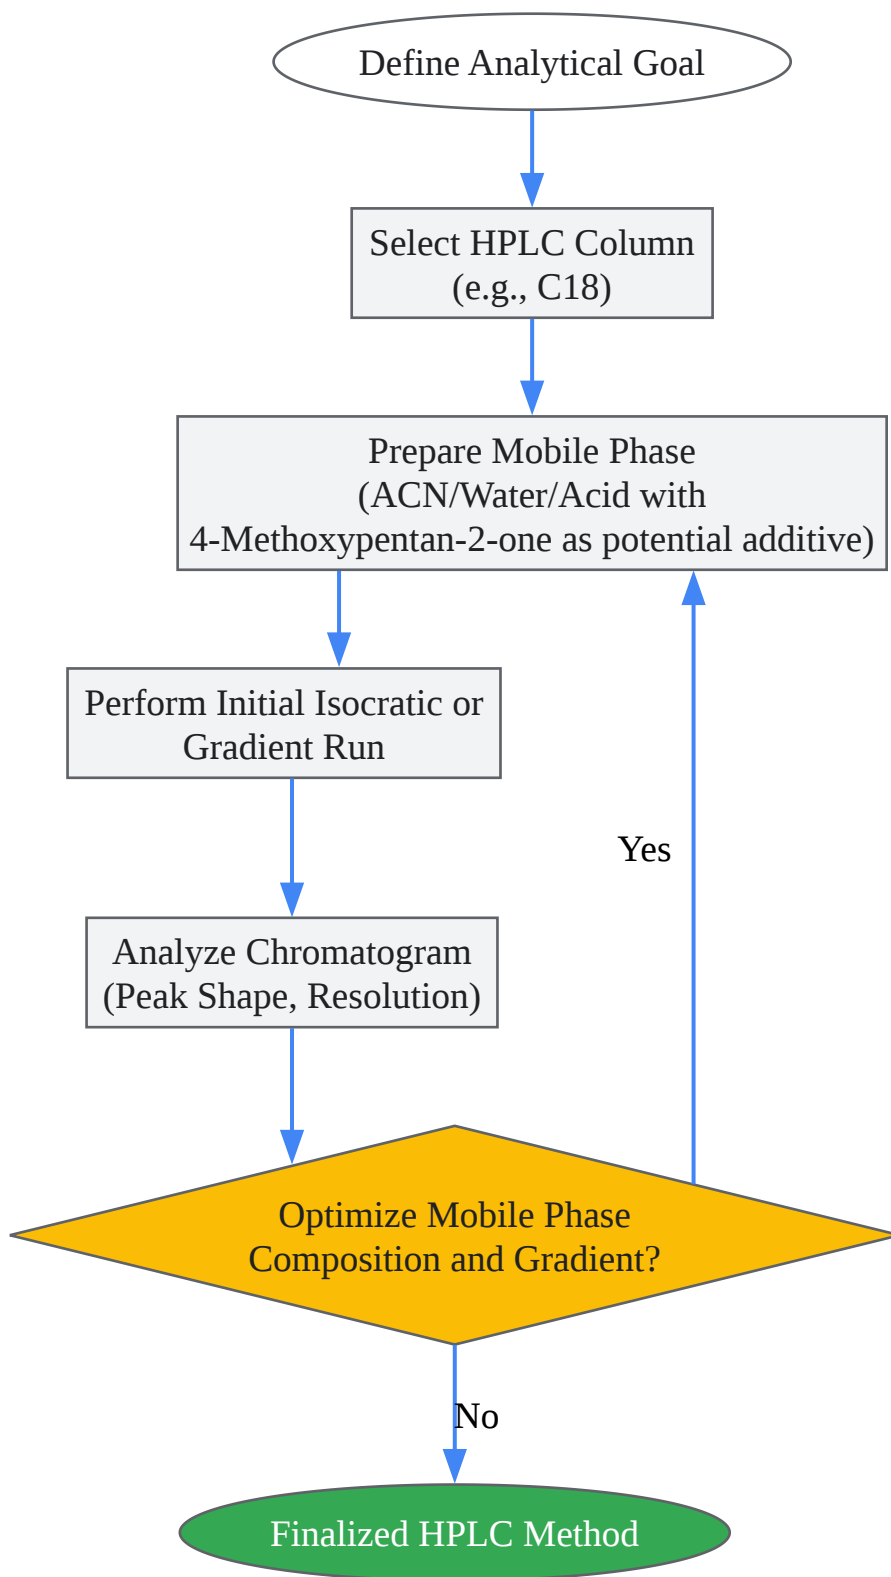 Define Analytical Goal
Select HPLC Column
(e.g., C18)
Prepare Mobile Phase
(ACN/Water/Acid with
4-Methoxypentan-2-one as potential additive)
Perform Initial Isocratic or
Gradient Run
Yes
Analyze Chromatogram
(Peak Shape, Resolution)
Optimize Mobile Phase
Composition and Gradient?
No
Finalized HPLC Method